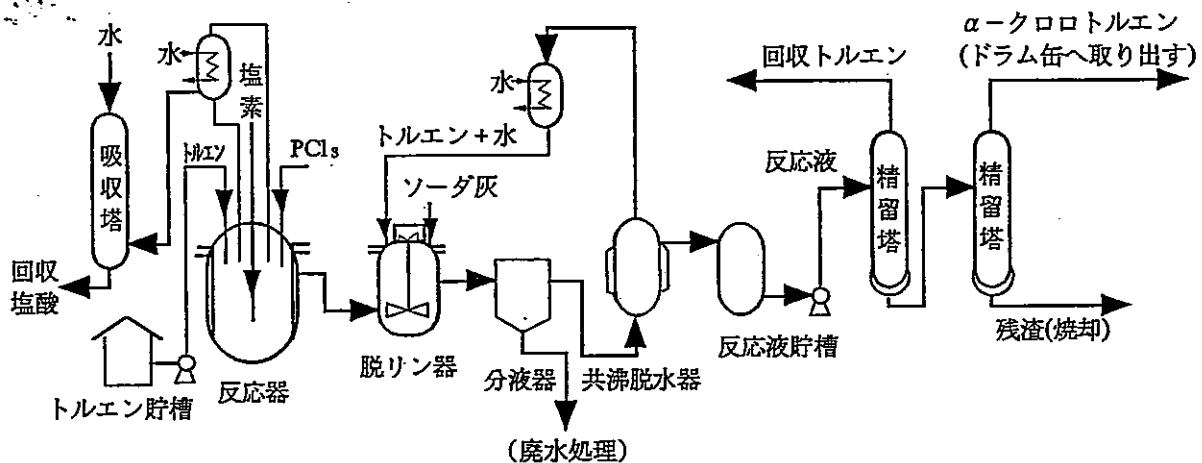 水
吸収塔
回収
塩酸
水
塩素
トルエン
PCl₅
トルエン貯槽
反応器
水
トルエン+水
ソーダ灰
脱リン器
分液器
共沸脱水器
(廃水処理)
反応液貯槽
反応液
回収トルエン
精留塔
α-クロロトルエン
(ドラム缶へ取り出す)
精留塔
残渣(焼却)